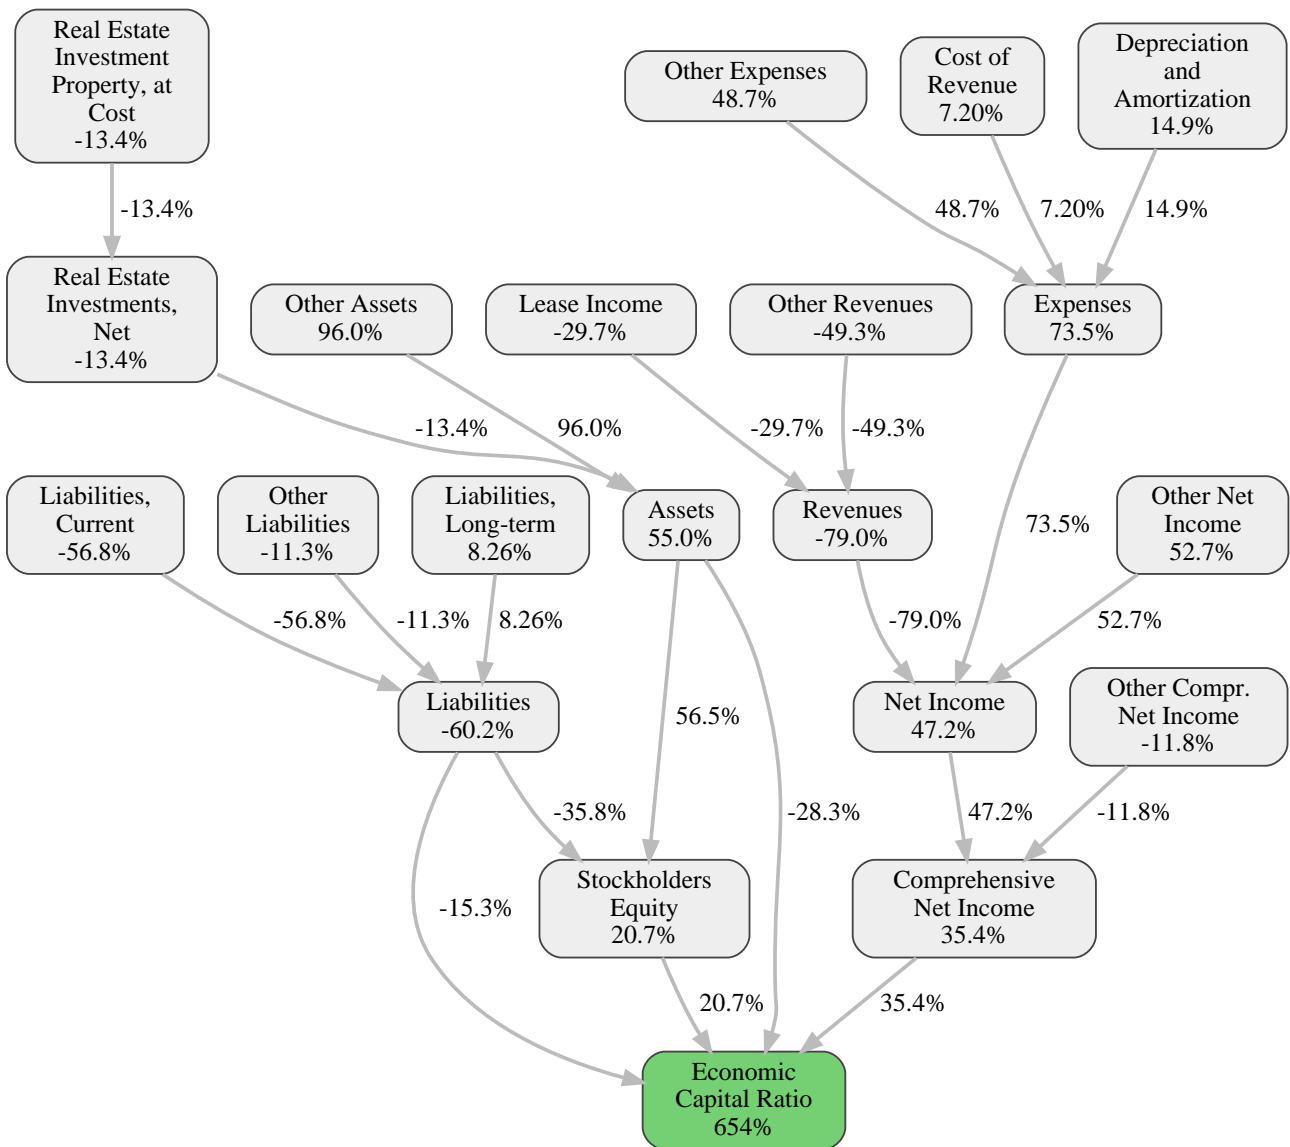 Real Estate
Investment
Property, at
Cost
-13.4%
Other Expenses
48.7%
Cost of
Revenue
7.20%
Depreciation
and
Amortization
14.9%
-13.4%
48.7%
7.20%
14.9%
Real Estate
Investments,
Net
-13.4%
Other Assets
96.0%
Lease Income
-29.7%
Other Revenues
-49.3%
Expenses
73.5%
-13.4%
96.0%
-29.7%
-49.3%
Liabilities,
Current
-56.8%
Other
Liabilities
-11.3%
Liabilities,
Long-term
8.26%
Assets
55.0%
Revenues
-79.0%
73.5%
Other Net
Income
52.7%
-56.8%
-11.3%
8.26%
-79.0%
52.7%
Liabilities
-60.2%
56.5%
Net Income
47.2%
Other Compr.
Net Income
-11.8%
-35.8%
-28.3%
47.2%
-11.8%
-15.3%
Stockholders
Equity
20.7%
Comprehensive
Net Income
35.4%
20.7%
35.4%
Economic
Capital Ratio
654%